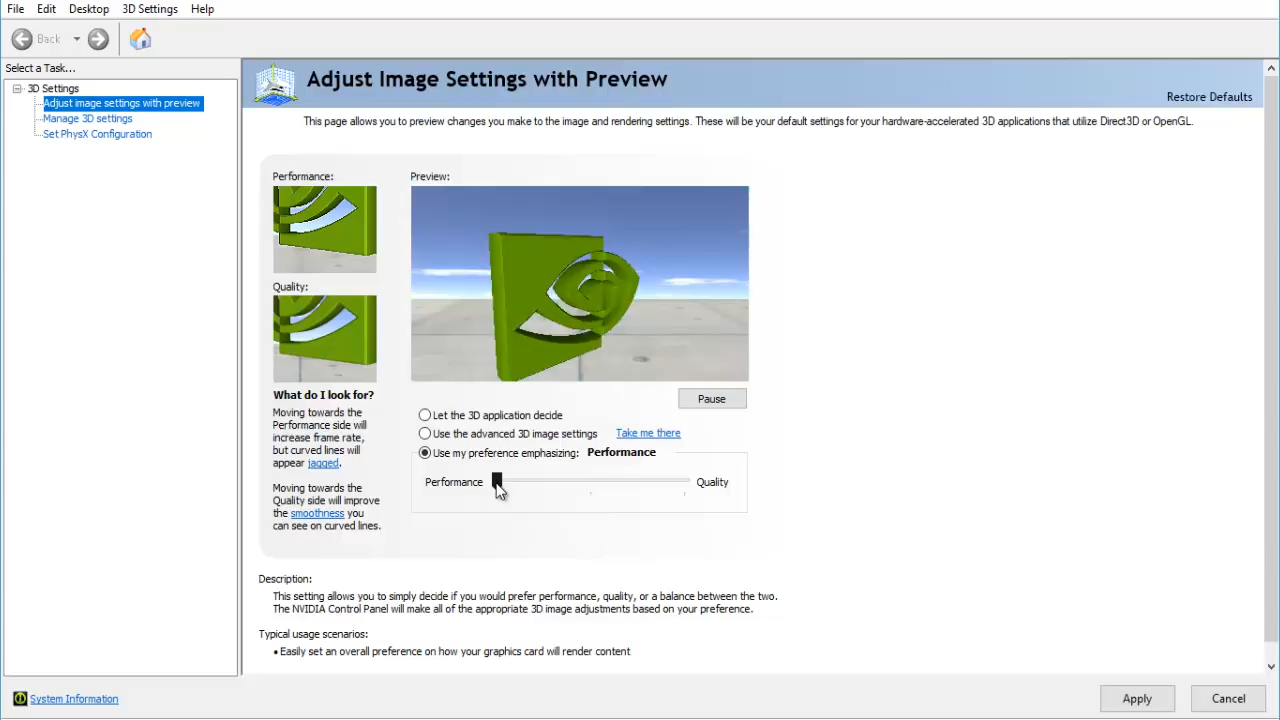 File Edit Desktop 3D Settings Help
Back
Select a Task...
3D Settings
Adjust image settings with preview
Manage 3D settings
Set PhysX Configuration
Adjust Image Settings with Preview
Restore Defaults
This page allows you to preview changes you make to the image and rendering settings. These will be your default settings for your hardware-accelerated 3D applications that utilize Direct3D or OpenGL.
Performance:
Quality:
What do I look for?
Moving towards the
Performance side will
increase frame rate,
but curved lines will
appear jagged.
Moving towards the
Quality side will improve
the smoothness you
can see on curved lines.
Preview:
Pause
Let the 3D application decide
Use the advanced 3D image settings Take me there
Use my preference emphasizing: Performance
Performance Quality
Description:
This setting allows you to simply decide if you would prefer performance, quality, or a balance between the two.
The NVIDIA Control Panel will make all of the appropriate 3D image adjustments based on your preference.
Typical usage scenarios:
• Easily set an overall preference on how your graphics card will render content
System Information
Apply Cancel